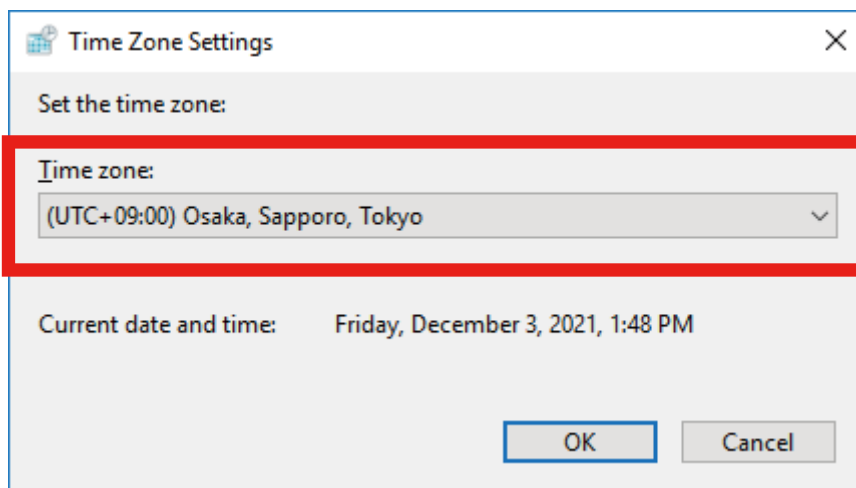 Time Zone Settings
Set the time zone:
Time zone:
(UTC+09:00) Osaka, Sapporo, Tokyo
Current date and time: Friday, December 3, 2021, 1:48 PM
OK Cancel